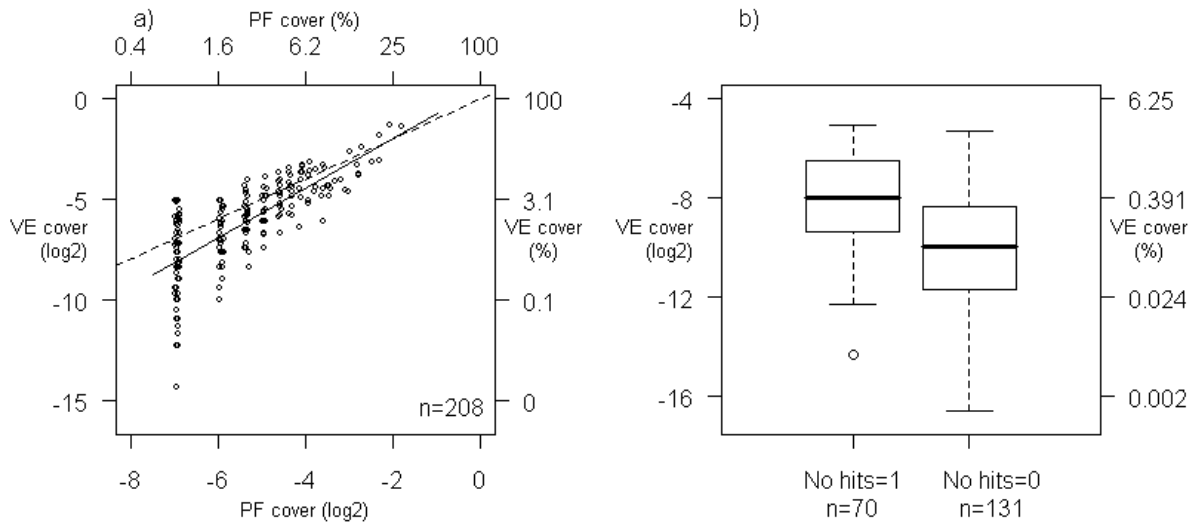 a)
PF cover (%)
0.4 1.6 6.2 25 100
0
-5
-10
-15
VE cover
(log2)
100
3.1
0.1
0
VE cover
(%)
n=208
-8 -6 -4 -2 0
PF cover (log2)
b)
-4
-8
-12
-16
VE cover
(log2)
6.25
0.391
0.024
0.002
VE cover
(%)
No hits=1 No hits=0
n=70 n=131